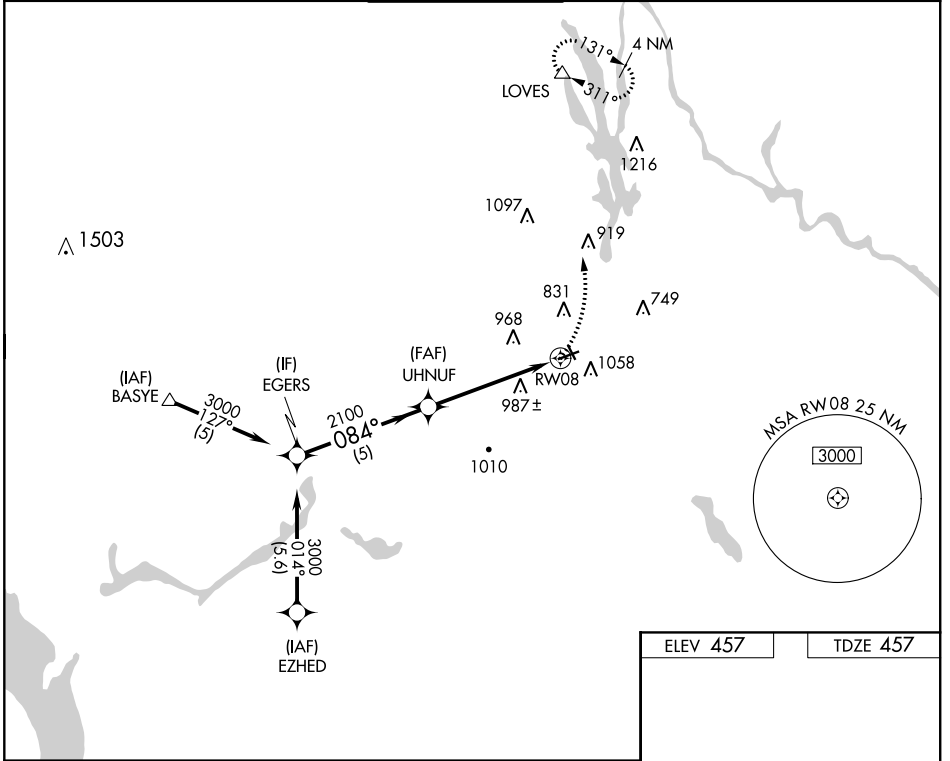 131°
4 NM
LOVES
311°
1216
1097
919
1503
831
749
968
(FAF)
UHNUF
(IF)
EGERS
RW08
1058
(IAF)
BASYE
3000
127°
(5)
987±
2100
084°
(5)
1010
MSA RW08 25 NM
3000
3000
014°
(5.6)
(IAF)
EZHED
ELEV 457
TDZE 457